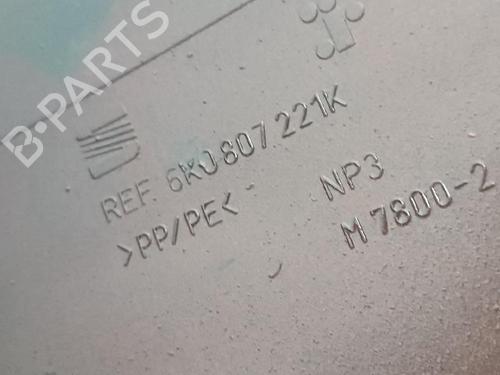 B-PARTS
REF. 6K0 807 221K
>PP/PE< NP3
M 7800-2